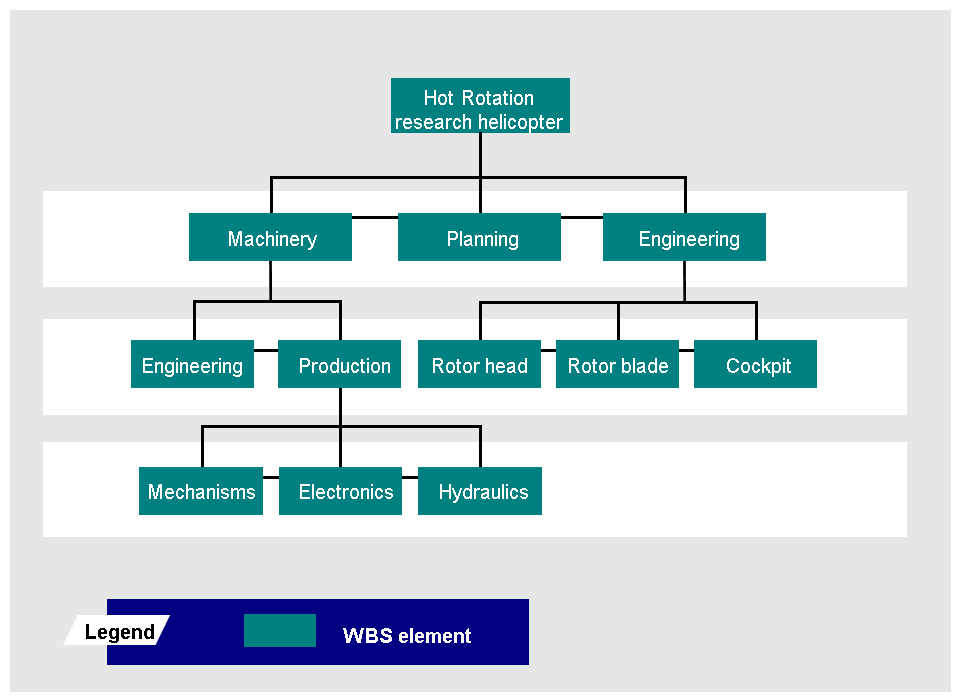 Hot Rotation
research helicopter
Machinery
Planning
Engineering
Engineering
Production
Rotor head
Rotor blade
Cockpit
Mechanisms
Electronics
Hydraulics
Legend
WBS element